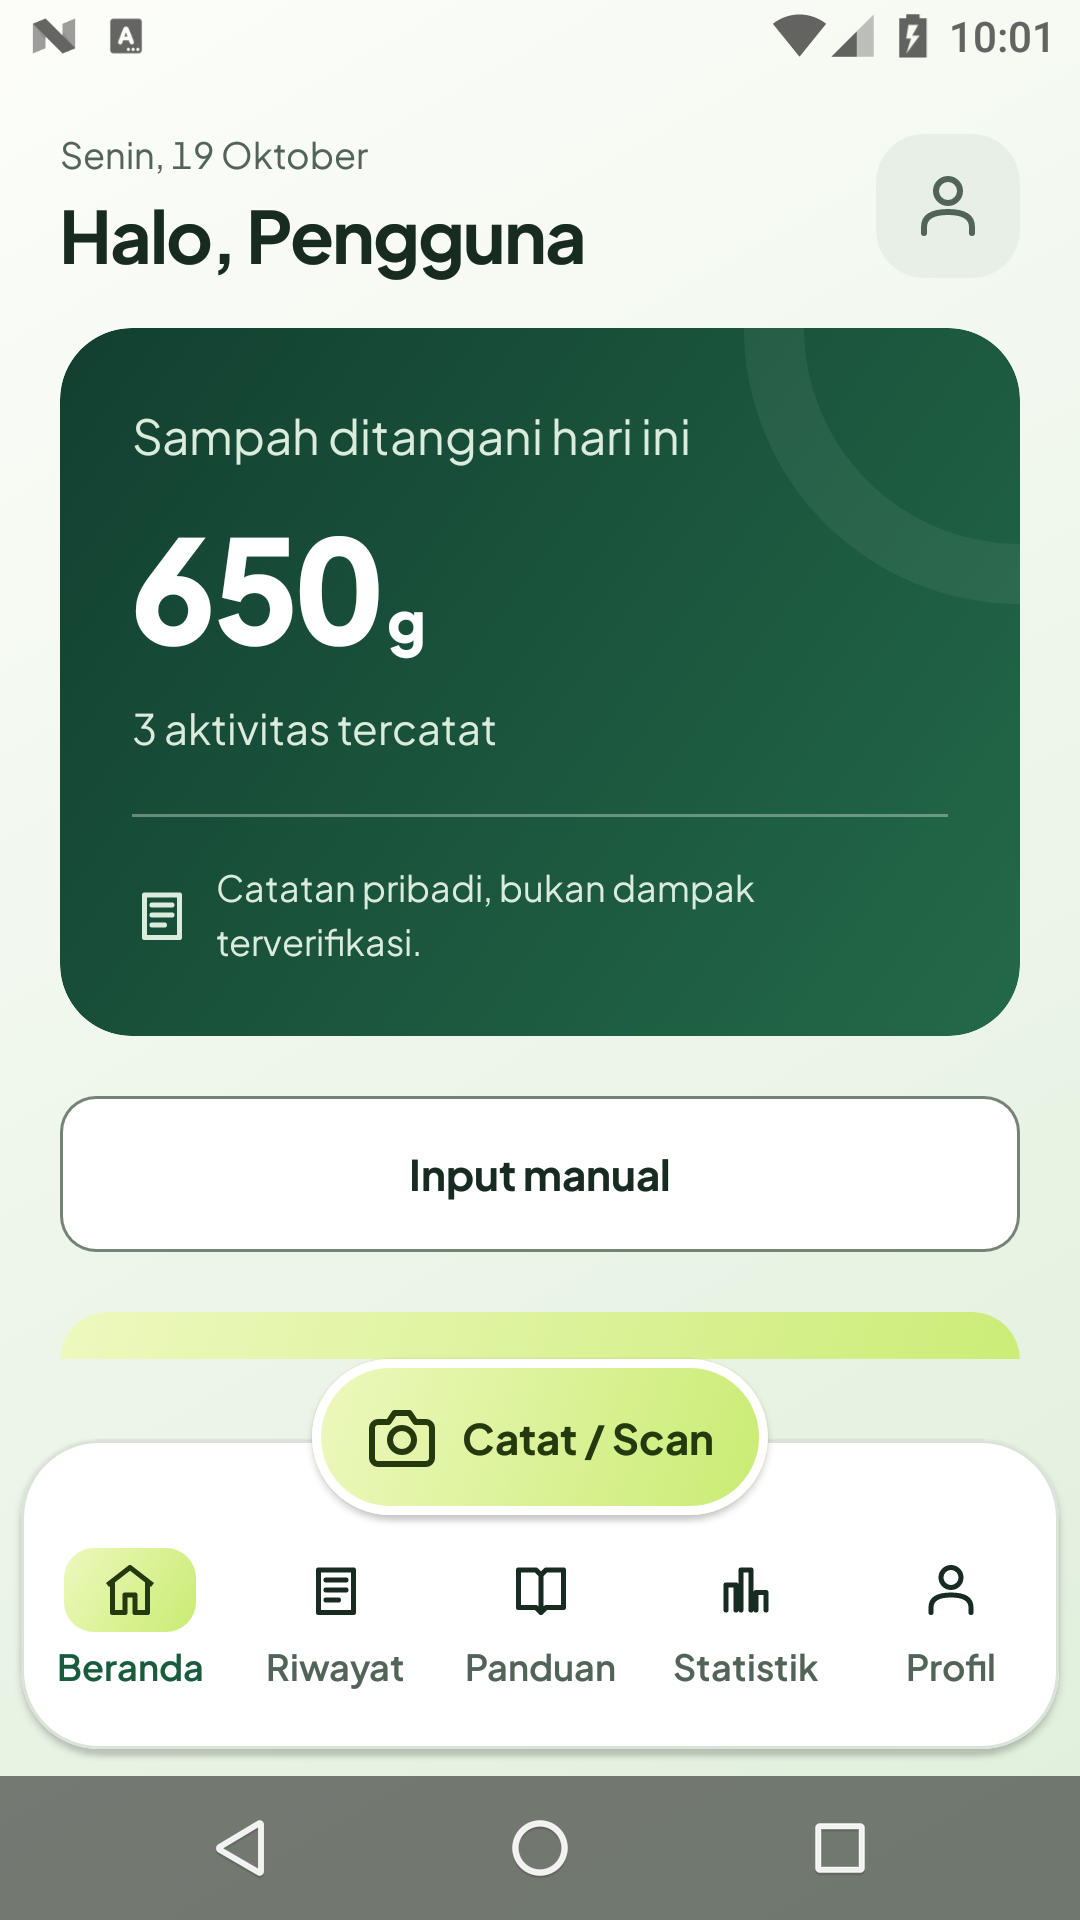 10:01
Senin, 19 Oktober
Halo, Pengguna
Sampah ditangani hari ini
650 g
3 aktivitas tercatat
Catatan pribadi, bukan dampak
terverifikasi.
Input manual
Catat / Scan
Beranda Riwayat Panduan Statistik Profil